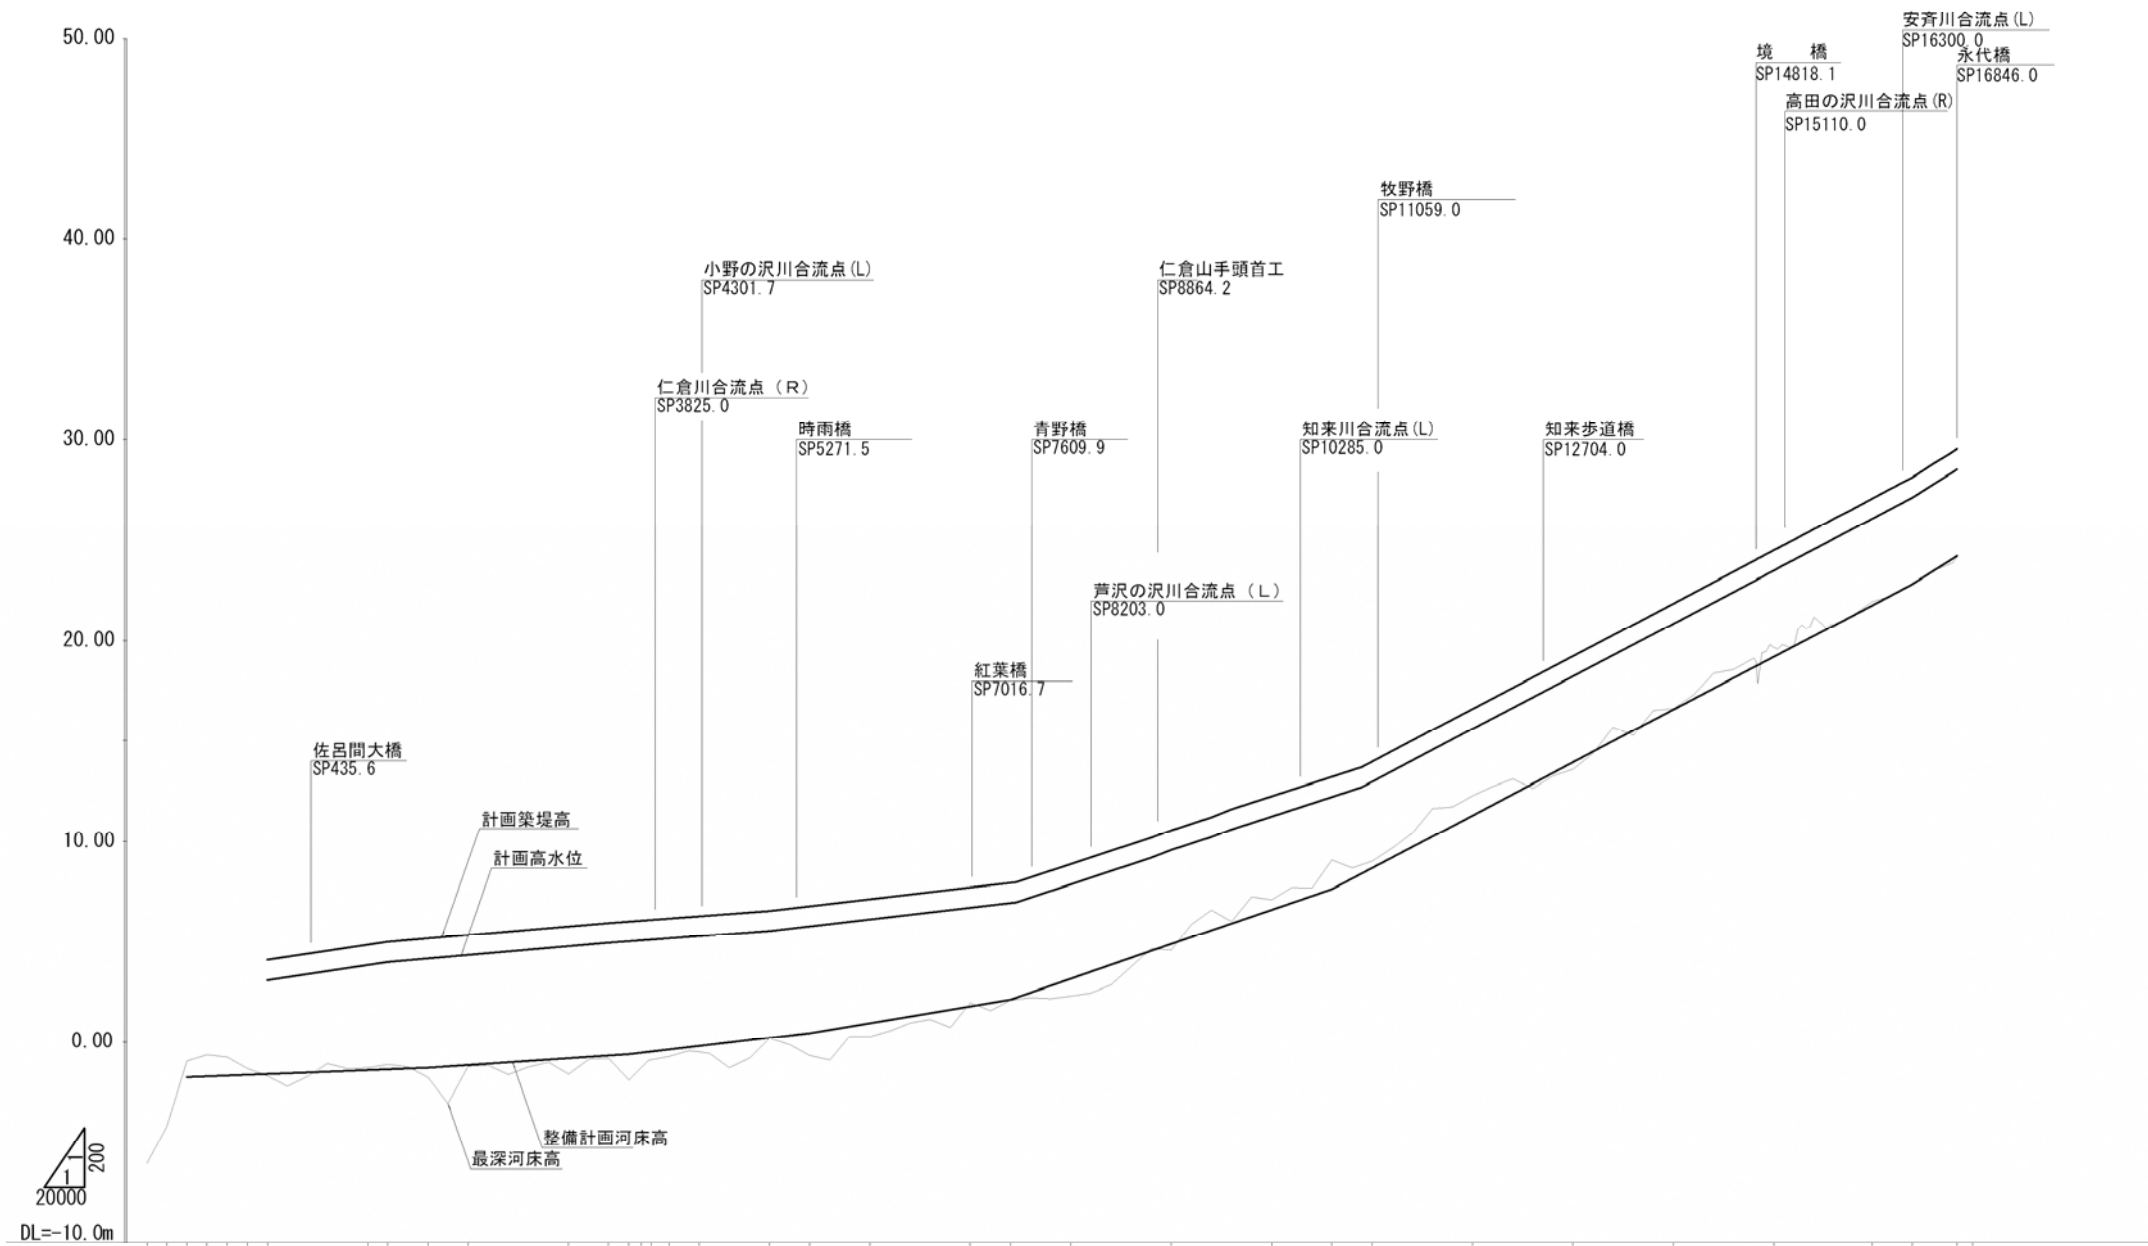 50.00
安斉川合流点(L)
SP16300.0
境　　橋
SP14818.1
永代橋
SP16846.0
高田の沢川合流点(R)
SP15110.0
牧野橋
SP11059.0
40.00
小野の沢川合流点(L)
SP4301.7
仁倉山手頭首工
SP8864.2
仁倉川合流点（R）
SP3825.0
30.00
時雨橋
SP5271.5
青野橋
SP7609.9
知来川合流点(L)
SP10285.0
知来歩道橋
SP12704.0
芦沢の沢川合流点（L）
SP8203.0
20.00
紅葉橋
SP7016.7
佐呂間大橋
SP435.6
計画築堤高
10.00
計画高水位
0.00
整備計画河床高
最深河床高
1
200
1
20000
DL=-10.0m